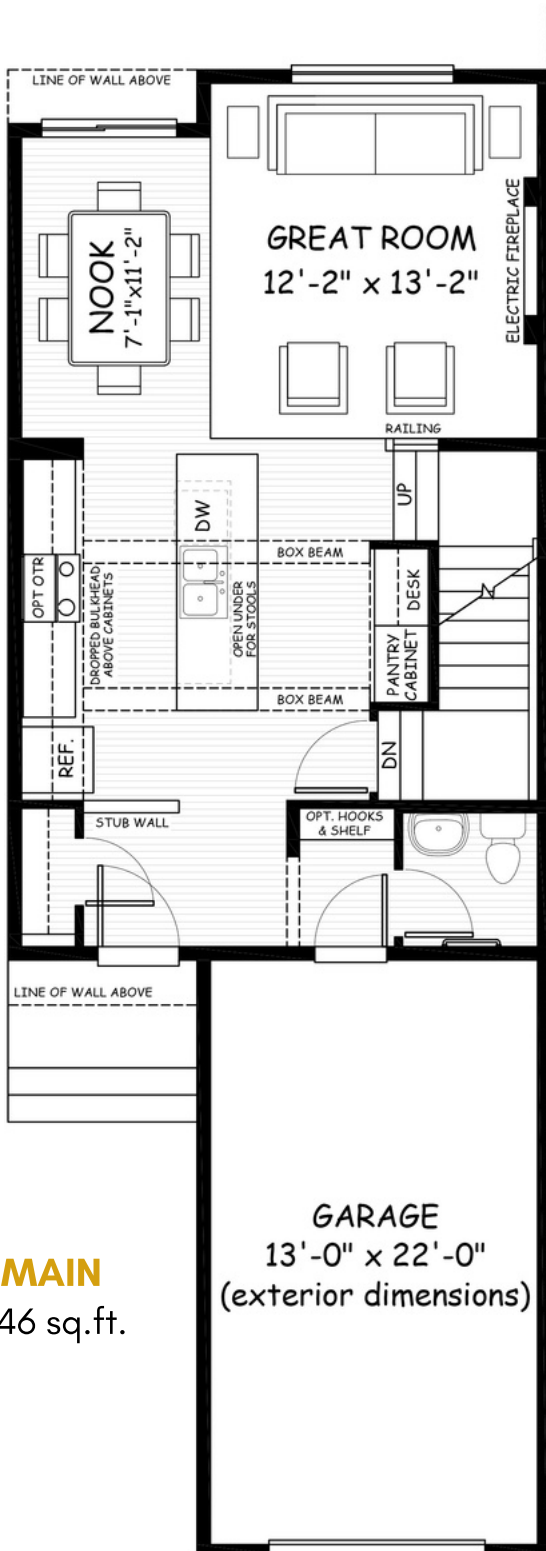 LINE OF WALL ABOVE
GREAT ROOM
12'-2" x 13'-2"
ELECTRIC FIREPLACE
NOOK
7'-1"x11'-2"
RAILING
UP
DW
BOX BEAM
OPT OTR
DROPPED BULKHEAD
ABOVE CABINETS
OPEN UNDER
FOR STOOLS
DESK
PANTRY
CABINET
BOX BEAM
REF.
DN
STUB WALL
OPT. HOOKS
& SHELF
LINE OF WALL ABOVE
GARAGE
13'-0" x 22'-0"
(exterior dimensions)
MAIN
46 sq.ft.